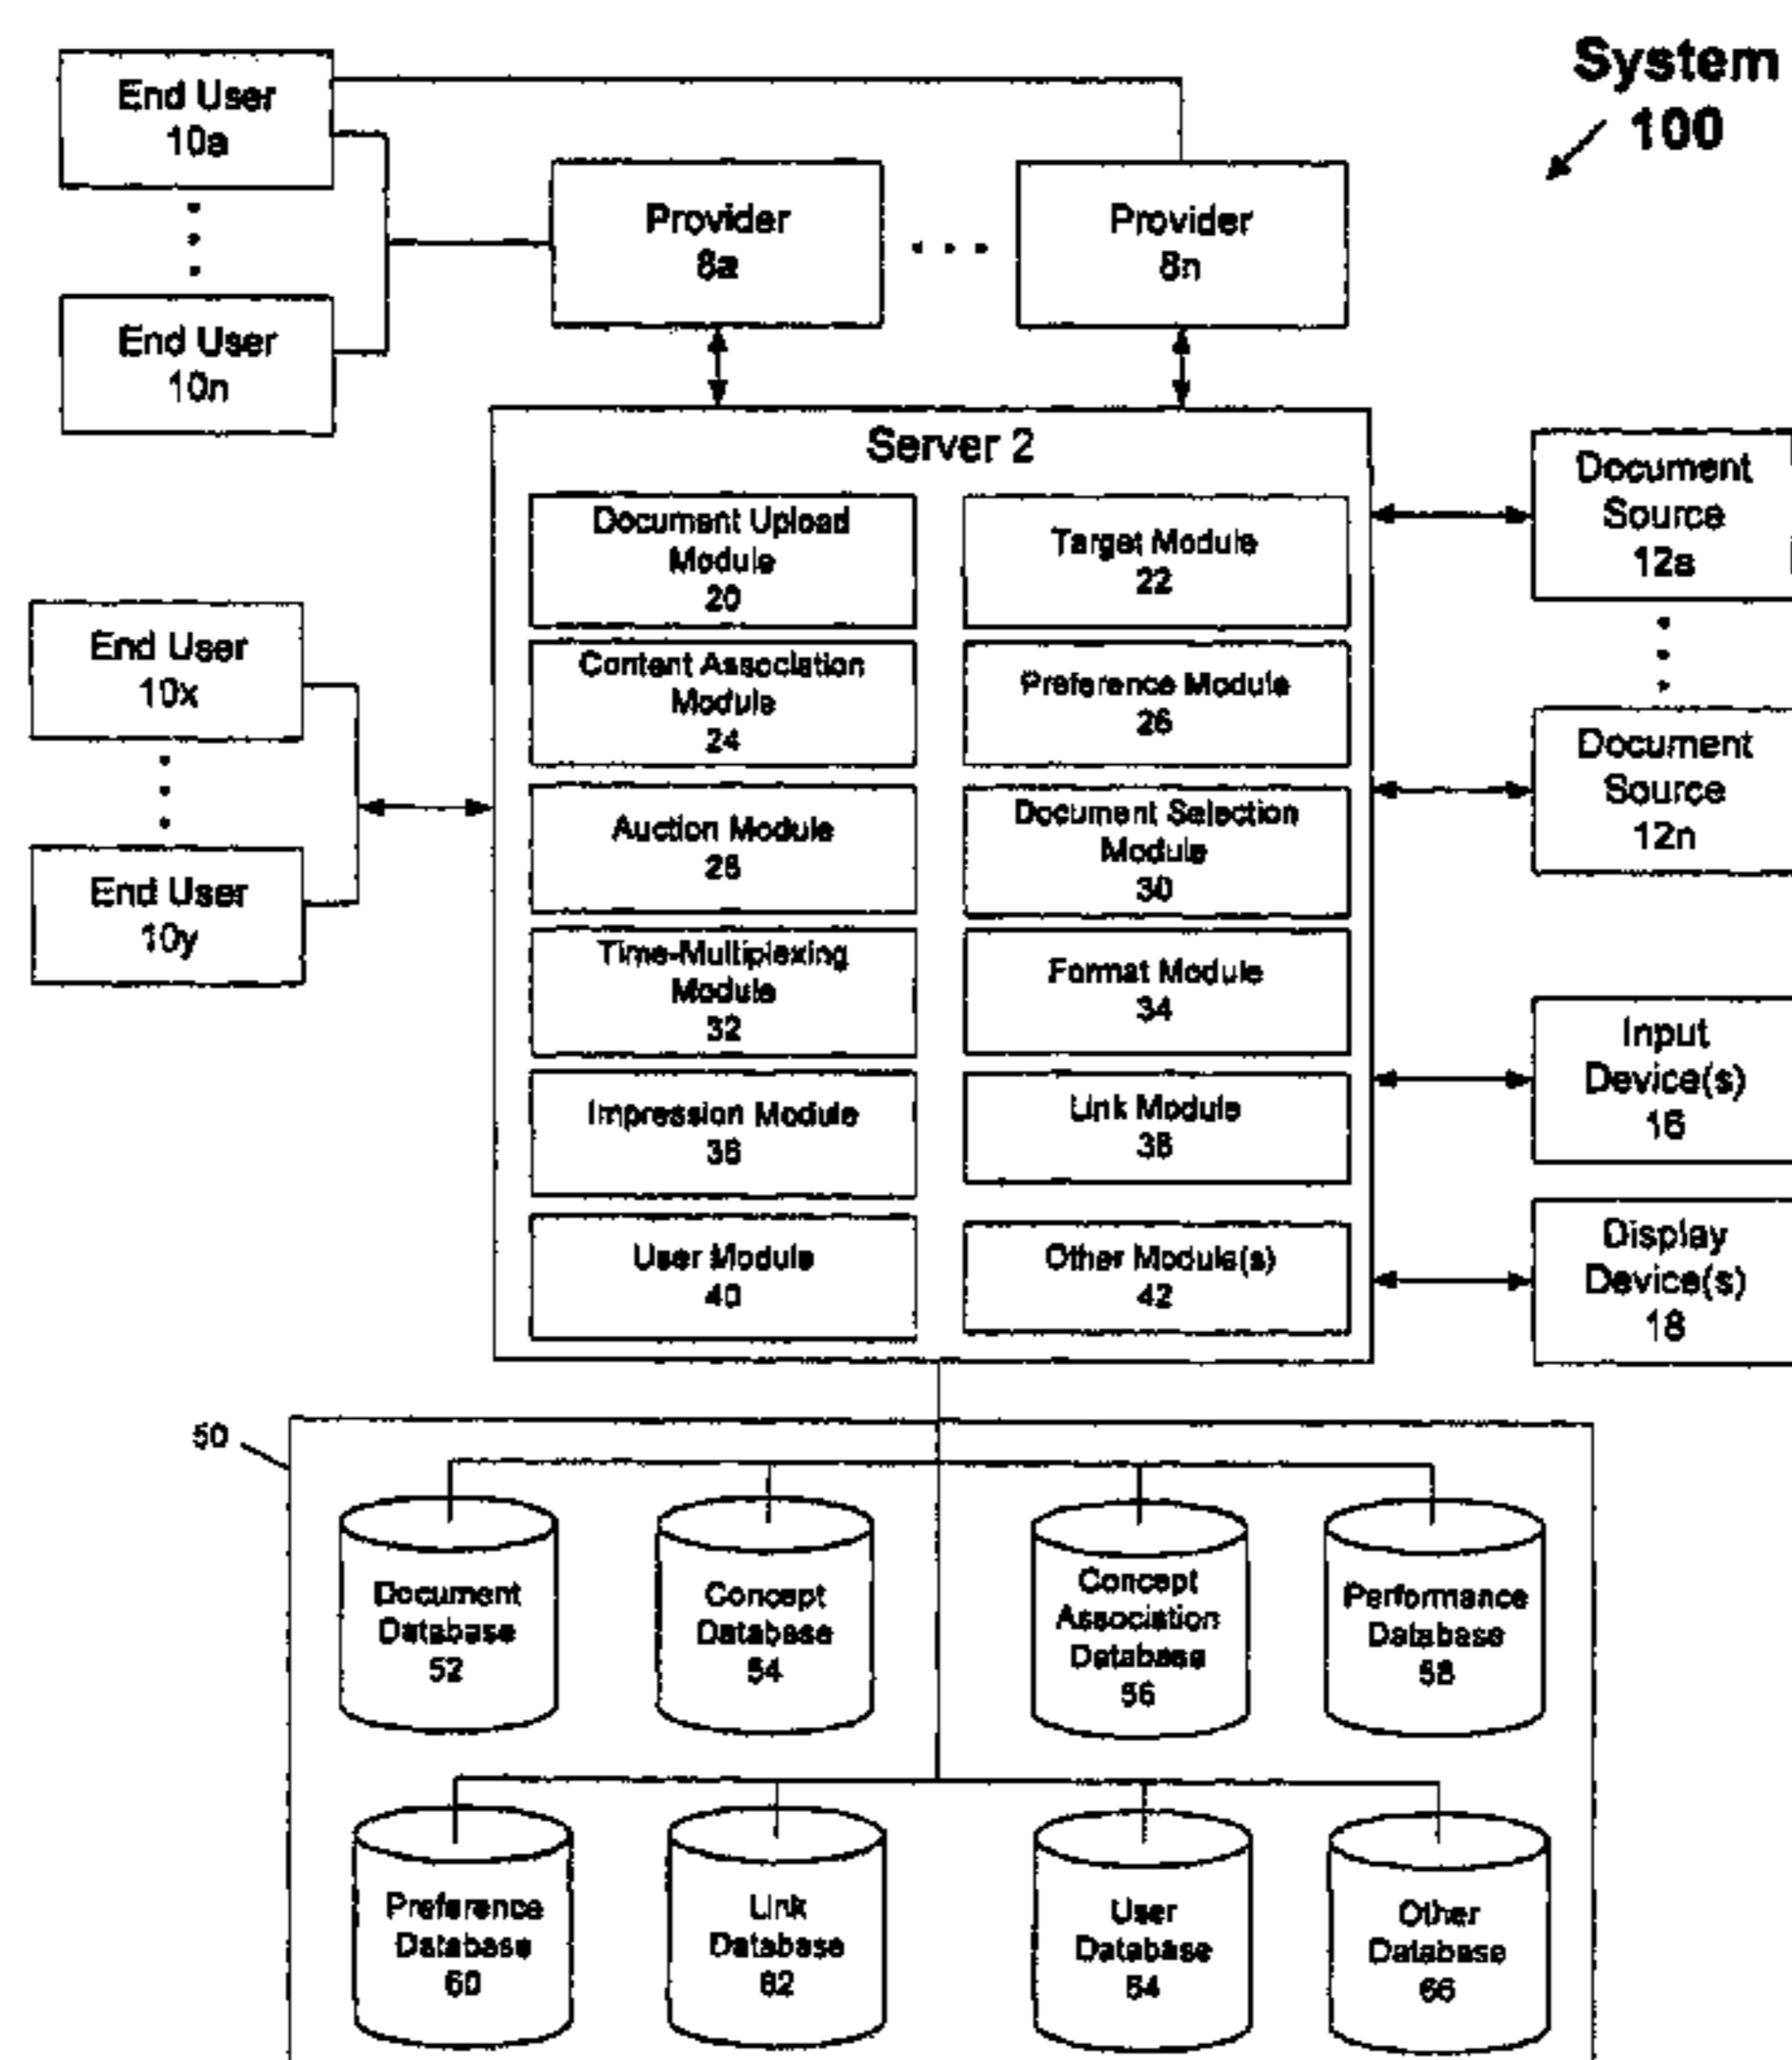 System
100
End User
10a
End User
10n
Provider
8a
Provider
8n
Server 2
Document Upload
Module
20
Target Module
22
Content Association
Module
24
Preference Module
26
Auction Module
28
Document Selection
Module
30
Time-Multiplexing
Module
32
Format Module
34
Impression Module
36
Link Module
38
User Module
40
Other Module(s)
42
End User
10x
End User
10y
Document
Source
12a
Document
Source
12n
Input
Device(s)
16
Display
Device(s)
18
50
Document
Database
52
Concept
Database
54
Concept
Association
Database
56
Performance
Database
58
Preference
Database
60
Link
Database
62
User
Database
64
Other
Database
66